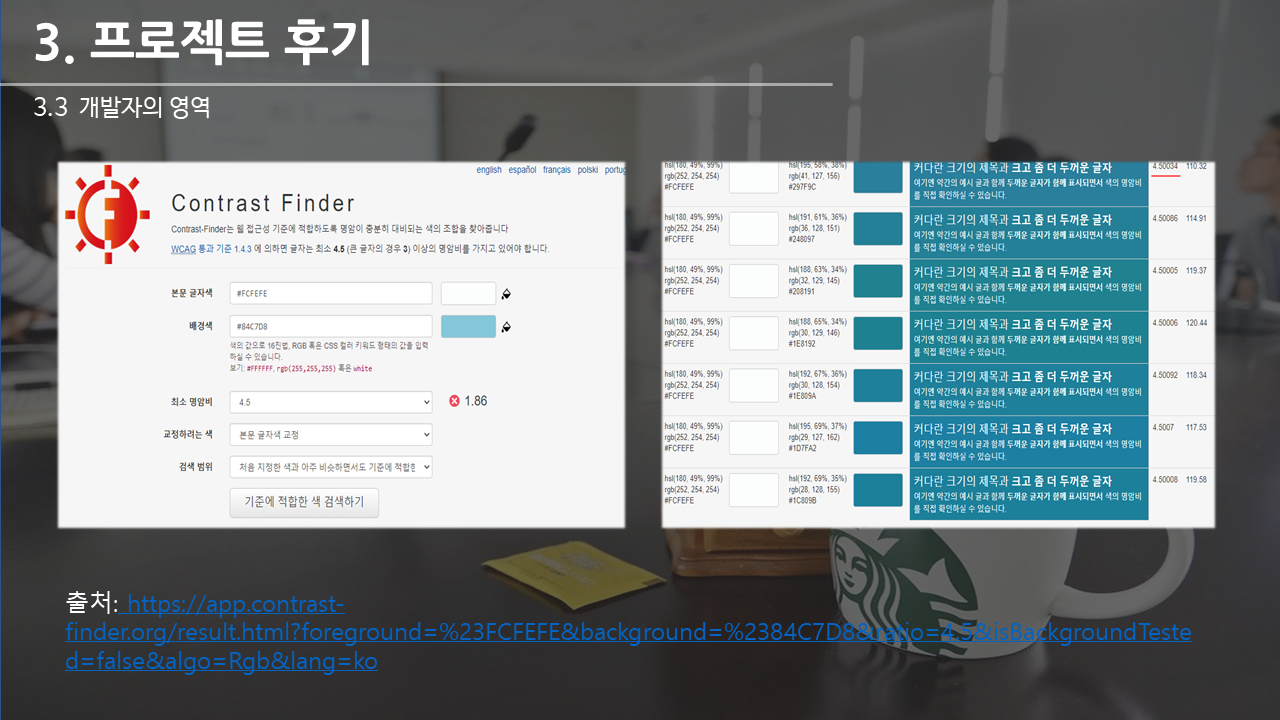 3. 프로젝트 후기
3.3 개발자의 영역
english español français polski portug
Contrast Finder
Contrast-Finder는 웹 접근성 기준에 적합하도록 명암이 충분히 대비되는 색의 조합을 찾아줍니다
WCAG 통과 기준 1.4.3 에 의하면 글자는 최소 4.5 (큰 글자의 경우 3) 이상의 명암비를 가지고 있어야 합니다.
본문 글자색 #FCFEFE
배경색 #84C7D8
색의 값으로 16진법, RGB 혹은 CSS 컬러 키워드 형태의 값을 입력
하실 수 있습니다.
보기: #FFFFFF, rgb(255,255,255) 혹은 white
최소 명암비 4.5 1.86
교정하려는 색 본문 글자색 교정
검색 범위 처음 지정한 색과 아주 비슷하면서도 기준에 적합한
기준에 적합한 색 검색하기
hsl(180, 49%, 99%) hsl(195, 58%, 38%) 커다란 크기의 제목과 크고 좀 더 두꺼운 글자 4.50034 110.32
rgb(252, 254, 254) rgb(41, 127, 156) 여기엔 약간의 예시 글과 함께 두꺼운 글자가 함께 표시되면서 색의 명암비
#FCFEFE #297F9C 를 직접 확인하실 수 있습니다.
hsl(180, 49%, 99%) hsl(191, 61%, 36%) 커다란 크기의 제목과 크고 좀 더 두꺼운 글자 4.50086 114.91
rgb(252, 254, 254) rgb(36, 128, 151) 여기엔 약간의 예시 글과 함께 두꺼운 글자가 함께 표시되면서 색의 명암비
#FCFEFE #248097 를 직접 확인하실 수 있습니다.
hsl(180, 49%, 99%) hsl(188, 63%, 34%) 커다란 크기의 제목과 크고 좀 더 두꺼운 글자 4.50005 119.37
rgb(252, 254, 254) rgb(32, 129, 145) 여기엔 약간의 예시 글과 함께 두꺼운 글자가 함께 표시되면서 색의 명암비
#FCFEFE #208191 를 직접 확인하실 수 있습니다.
hsl(180, 49%, 99%) hsl(188, 65%, 34%) 커다란 크기의 제목과 크고 좀 더 두꺼운 글자 4.50006 120.44
rgb(252, 254, 254) rgb(30, 129, 146) 여기엔 약간의 예시 글과 함께 두꺼운 글자가 함께 표시되면서 색의 명암비
#FCFEFE #1E8192 를 직접 확인하실 수 있습니다.
hsl(180, 49%, 99%) hsl(192, 67%, 36%) 커다란 크기의 제목과 크고 좀 더 두꺼운 글자 4.50092 118.34
rgb(252, 254, 254) rgb(30, 128, 154) 여기엔 약간의 예시 글과 함께 두꺼운 글자가 함께 표시되면서 색의 명암비
#FCFEFE #1E809A 를 직접 확인하실 수 있습니다.
hsl(180, 49%, 99%) hsl(195, 69%, 37%) 커다란 크기의 제목과 크고 좀 더 두꺼운 글자 4.5007 117.53
rgb(252, 254, 254) rgb(29, 127, 162) 여기엔 약간의 예시 글과 함께 두꺼운 글자가 함께 표시되면서 색의 명암비
#FCFEFE #1D7FA2 를 직접 확인하실 수 있습니다.
hsl(180, 49%, 99%) hsl(192, 69%, 35%) 커다란 크기의 제목과 크고 좀 더 두꺼운 글자 4.50008 119.58
rgb(252, 254, 254) rgb(28, 128, 155) 여기엔 약간의 예시 글과 함께 두꺼운 글자가 함께 표시되면서 색의 명암비
#FCFEFE #1C809B 를 직접 확인하실 수 있습니다.
출처: https://app.contrast-
finder.org/result.html?foreground=%23FCFEFE&background=%2384C7D8&ratio=4.5&isBackgroundTeste
d=false&algo=Rgb&lang=ko